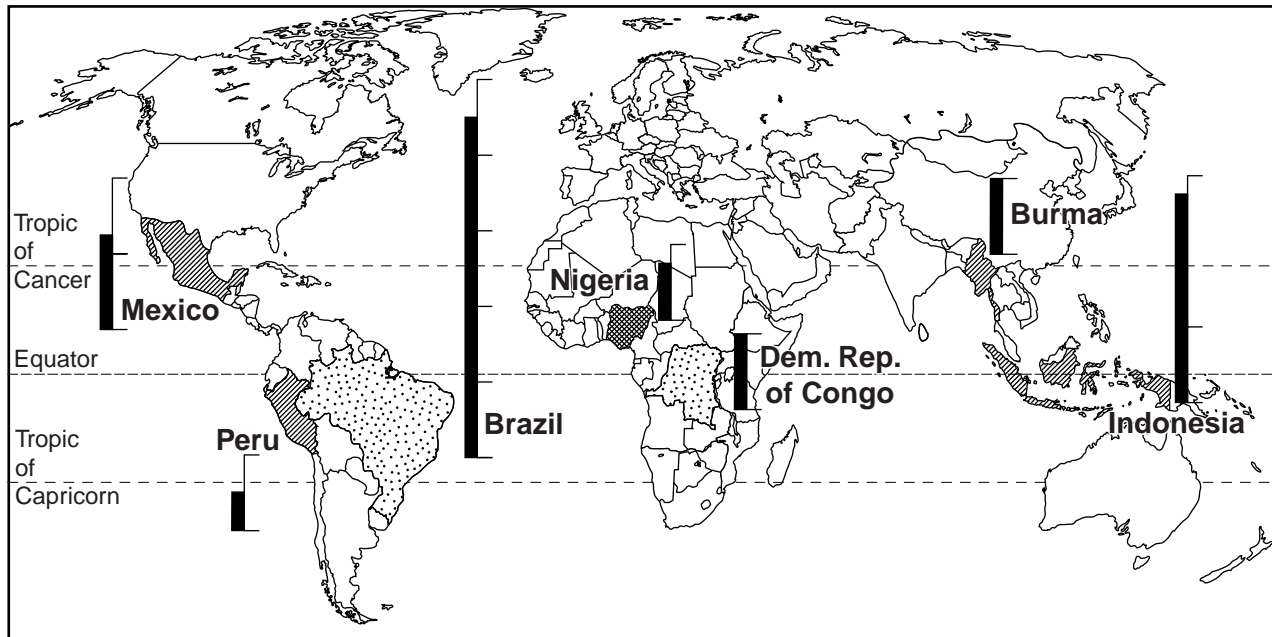 Tropic
of
Cancer
Mexico
Equator
Tropic
of
Capricorn
Peru
Brazil
Nigeria
Dem. Rep.
of Congo
Burma
Indonesia